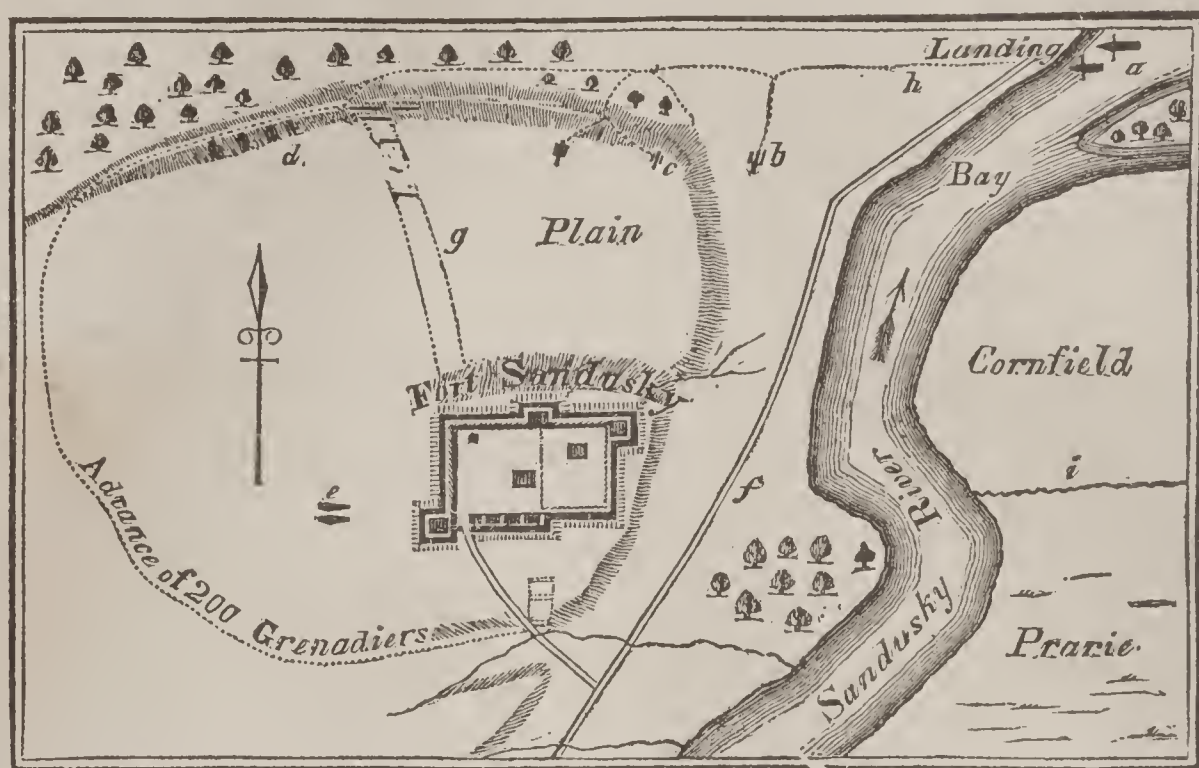 Landing
a
h
d.
c
b
Bay
g
Plain
Cornfield
Fort Sandusky
Advance of 200 Grenadiers
e
f
i
Sandusky River
Prarie.